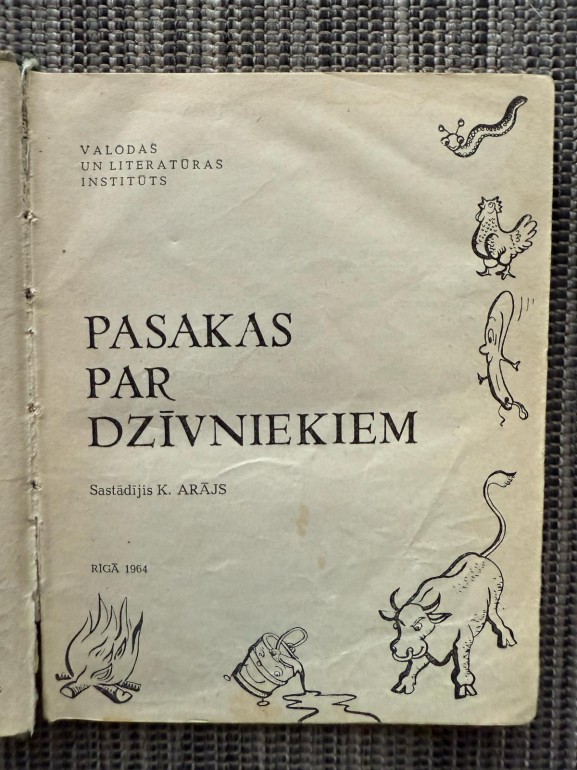 VALODAS
UN LITERATŪRAS
INSTITŪTS
PASAKAS
PAR
DZĪVNIEKIEM
Sastādījis K. ARĀJS
RĪGĀ 1964